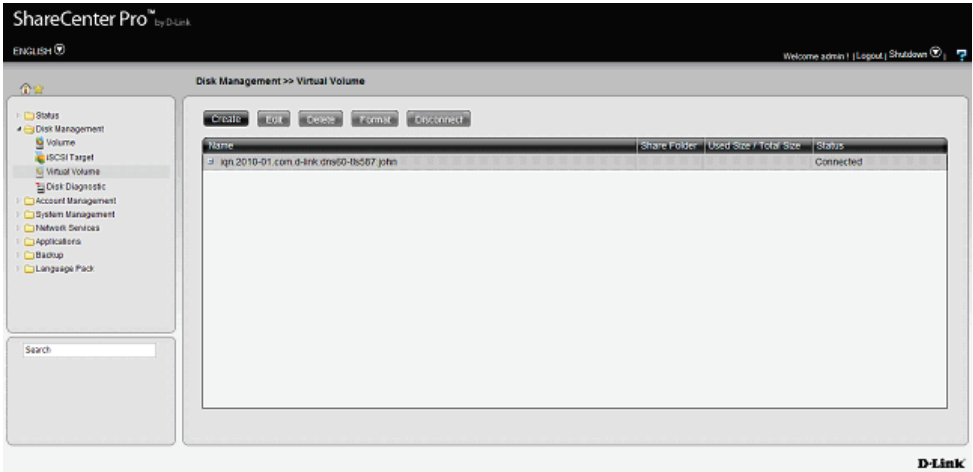 ShareCenter Pro™ by D-Link
ENGLISH
Welcome admin ! | Logout | Shutdown | ?
Disk Management >> Virtual Volume
Status
Disk Management
Volume
iSCSI Target
Virtual Volume
Disk Diagnostic
Account Management
System Management
Network Services
Applications
Backup
Language Pack
Search
Create Edit Delete Format Disconnect
Name Share Folder Used Size / Total Size Status
iqn.2010-01.com.d-link:dns60-tls587.john Connected
D-Link